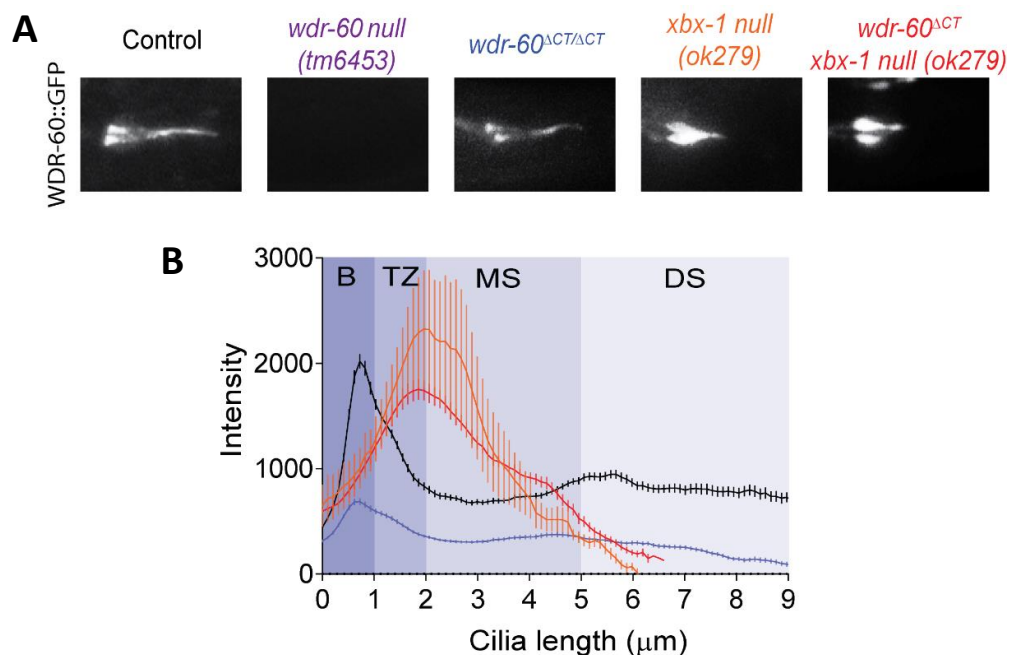 A
Control
wdr-60 null
(tm6453)
wdr-60ΔCT/ΔCT
xbx-1 null
(ok279)
wdr-60ΔCT
xbx-1 null (ok279)
WDR-60::GFP
B
3000
2000
1000
0
Intensity
B TZ MS DS
0 1 2 3 4 5 6 7 8 9
Cilia length (μm)